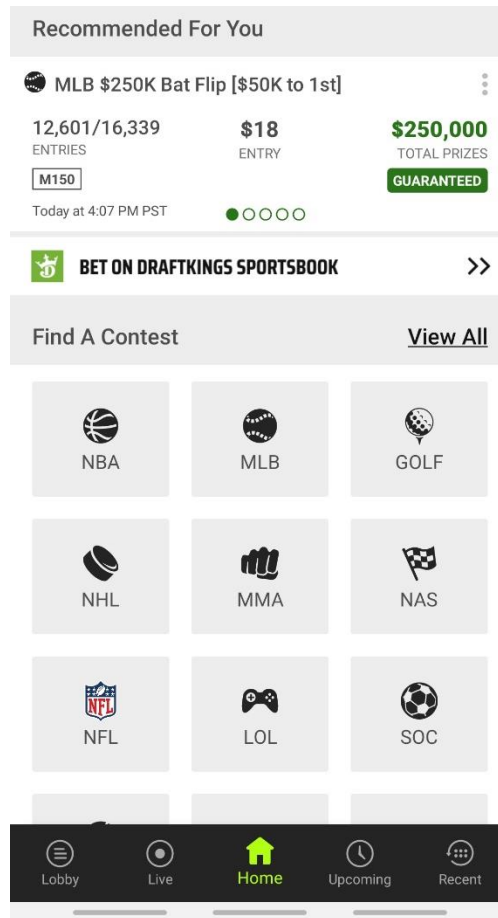 Recommended For You
MLB $250K Bat Flip [$50K to 1st]
12,601/16,339 $18 $250,000
ENTRIES ENTRY TOTAL PRIZES
M150 GUARANTEED
Today at 4:07 PM PST
BET ON DRAFTKINGS SPORTSBOOK
Find A Contest View All
NBA MLB GOLF
NHL MMA NAS
NFL
NFL LOL SOC
Lobby Live Home Upcoming Recent